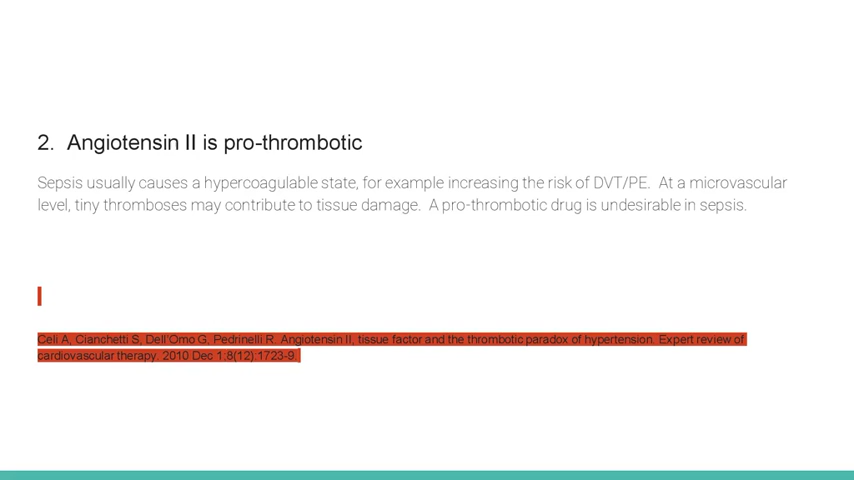 2. Angiotensin II is pro-thrombotic
Sepsis usually causes a hypercoagulable state, for example increasing the risk of DVT/PE. At a microvascular
level, tiny thromboses may contribute to tissue damage. A pro-thrombotic drug is undesirable in sepsis.
Celi A, Cianchetti S, Dell'Omo G, Pedrinelli R. Angiotensin II, tissue factor and the thrombotic paradox of hypertension. Expert review of
cardiovascular therapy. 2010 Dec 1;8(12):1723-9.